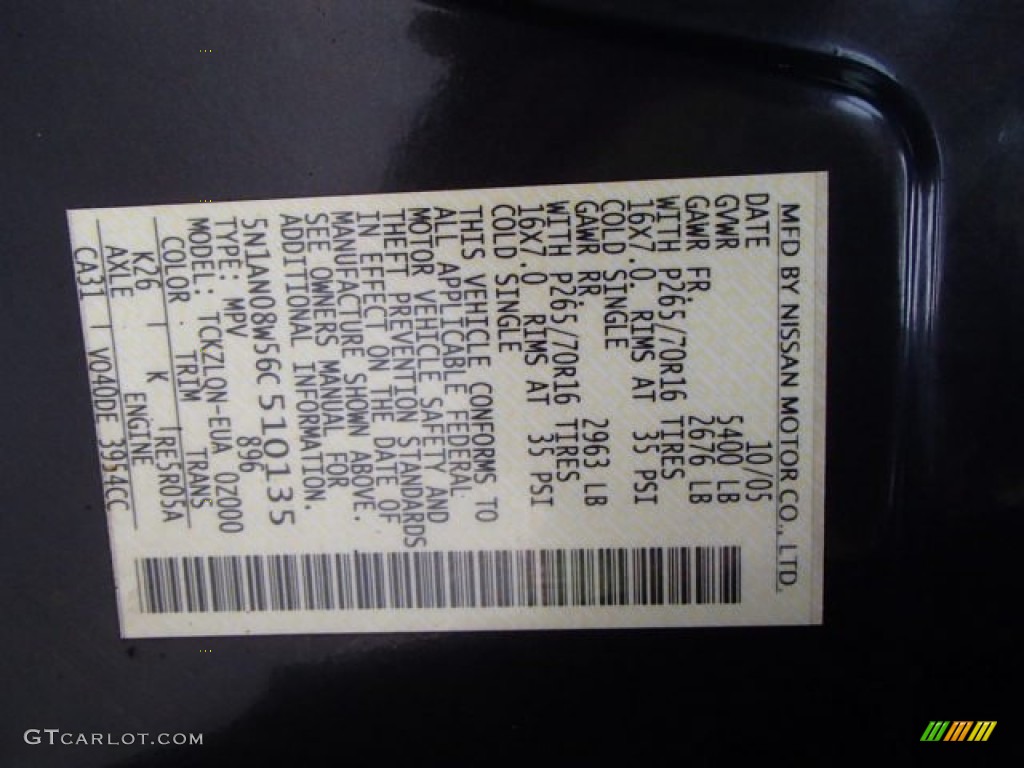 MFD BY NISSAN MOTOR CO., LTD.
DATE 10/05
GVWR 5400 LB
GAWR FR. 2676 LB
WITH P265/70R16 TIRES
16X7.0. RIMS AT 35 PSI
COLD SINGLE
GAWR RR. 2963 LB
WITH P265/70R16 TIRES
16X7.0 RIMS AT 35 PSI
COLD SINGLE
THIS VEHICLE CONFORMS TO
ALL APPLICABLE FEDERAL
MOTOR VEHICLE SAFETY AND
THEFT PREVENTION STANDARDS
IN EFFECT ON THE DATE OF
MANUFACTURE SHOWN ABOVE.
SEE OWNERS MANUAL FOR
ADDITIONAL INFORMATION.
5N1AN08W56C510135
TYPE: MPV 896
MODEL: TCKZLQN-EUA 0Z000
COLOR TRIM TRANS
K26 K RE5R05A
AXLE ENGINE
CA31 VQ40DE 3954CC
GTCARLOT.COM